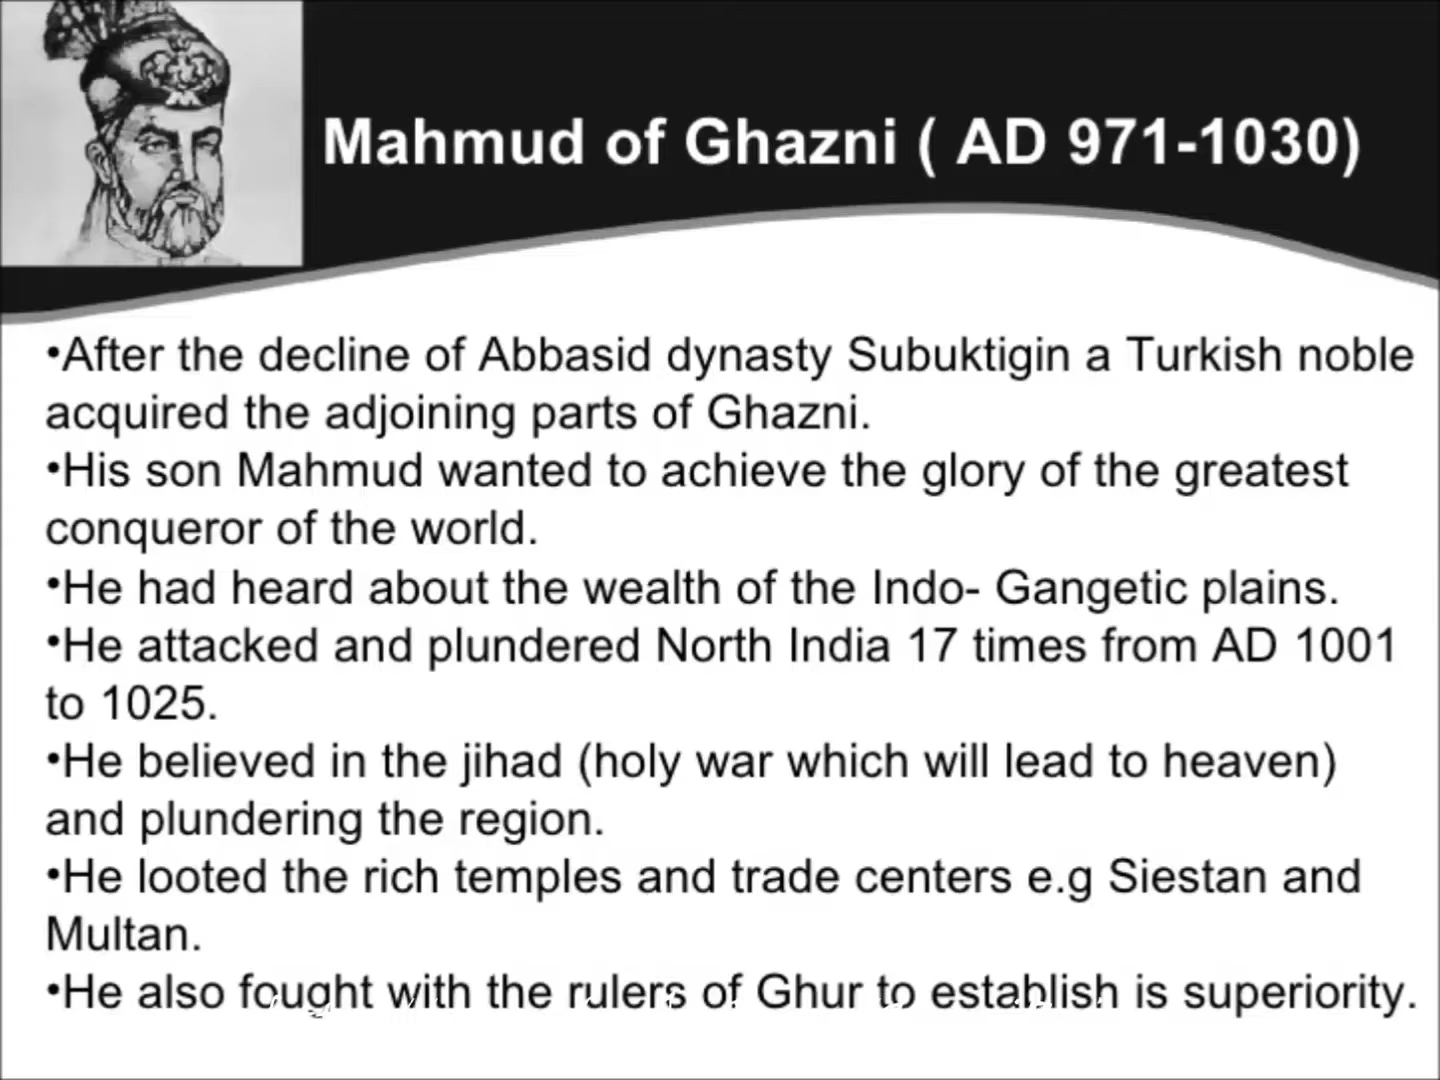 Mahmud of Ghazni ( AD 971-1030)
•After the decline of Abbasid dynasty Subuktigin a Turkish noble
acquired the adjoining parts of Ghazni.
•His son Mahmud wanted to achieve the glory of the greatest
conqueror of the world.
•He had heard about the wealth of the Indo- Gangetic plains.
•He attacked and plundered North India 17 times from AD 1001
to 1025.
•He believed in the jihad (holy war which will lead to heaven)
and plundering the region.
•He looted the rich temples and trade centers e.g Siestan and
Multan.
•He also fought with the rulers of Ghur to establish is superiority.